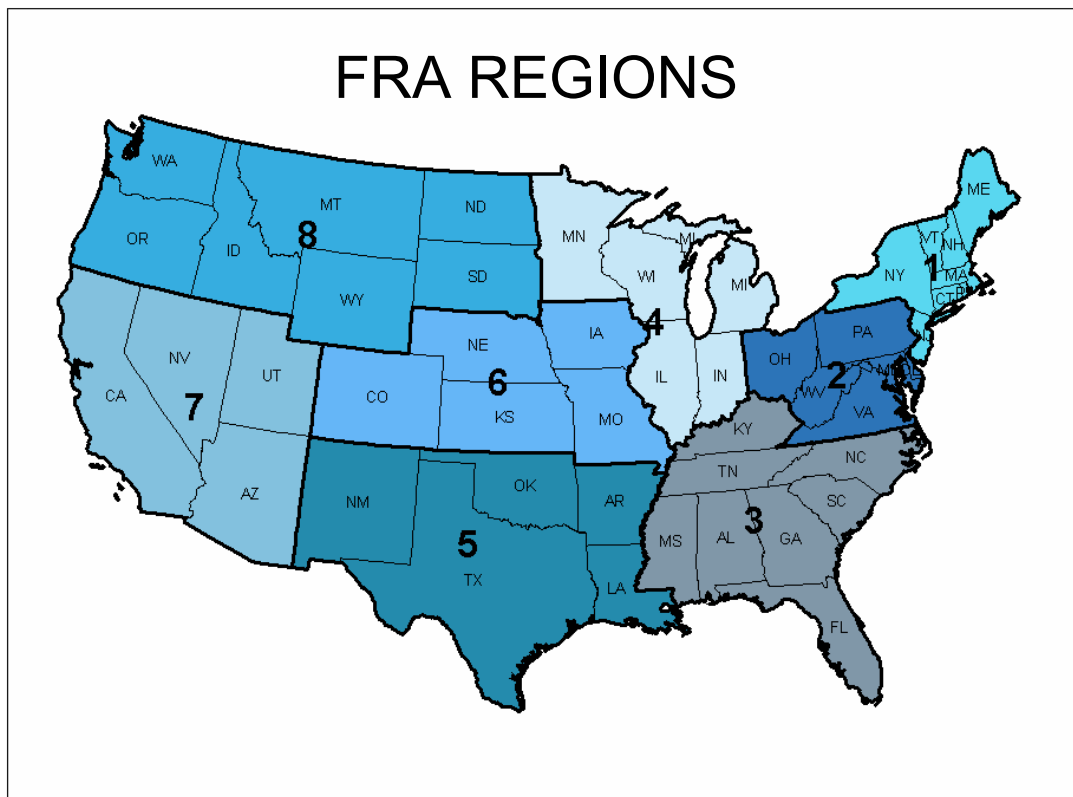 FRA REGIONS
WA
MT
ND
ME
OR
ID
8
MN
MI
VT
NH
WI
NY
1
MA
SD
MI
CT
WY
4
IA
PA
NE
OH
2
NV
UT
6
IL
IN
WV
CA
7
CO
KS
MO
VA
KY
NC
TN
AZ
NM
OK
AR
SC
3
5
MS
AL
GA
TX
LA
FL